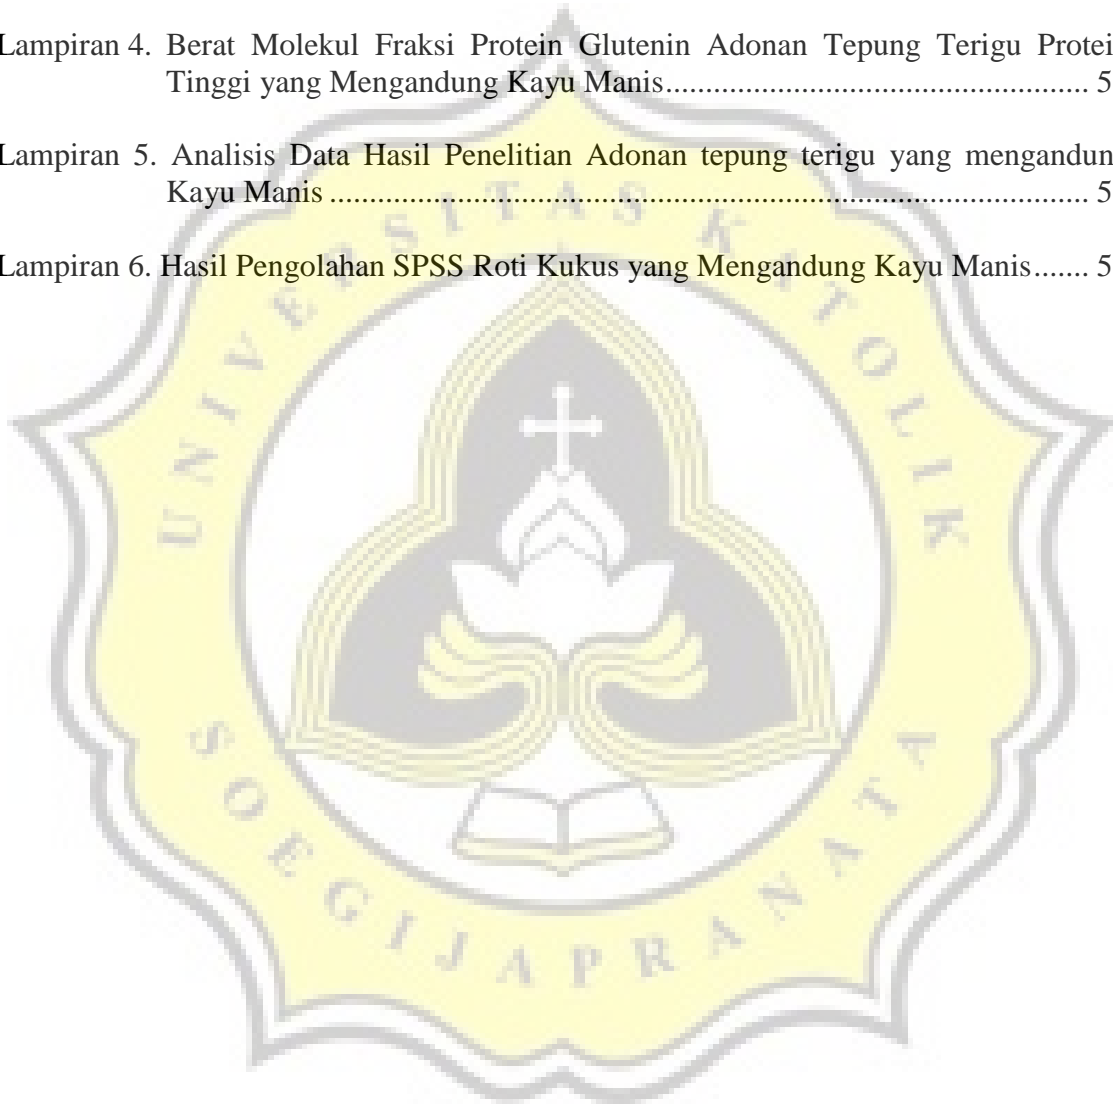 Lampiran 4. Berat Molekul Fraksi Protein Glutenin Adonan Tepung Terigu Protei
Tinggi yang Mengandung Kayu Manis..................................................... 5
Lampiran 5. Analisis Data Hasil Penelitian Adonan tepung terigu yang mengandun
Kayu Manis ............................................................................................... 5
Lampiran 6. Hasil Pengolahan SPSS Roti Kukus yang Mengandung Kayu Manis....... 5
UNIVERSITAS KATOLIK
SOEGIJAPRANATA